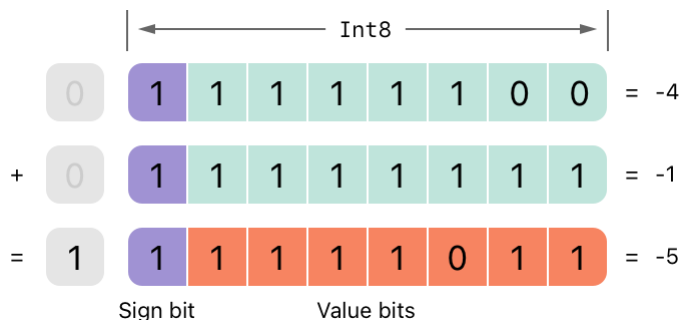 Int8
0 1 1 1 1 1 1 0 0 = -4
+ 0 1 1 1 1 1 1 1 1 = -1
= 1 1 1 1 1 1 0 1 1 = -5
Sign bit Value bits